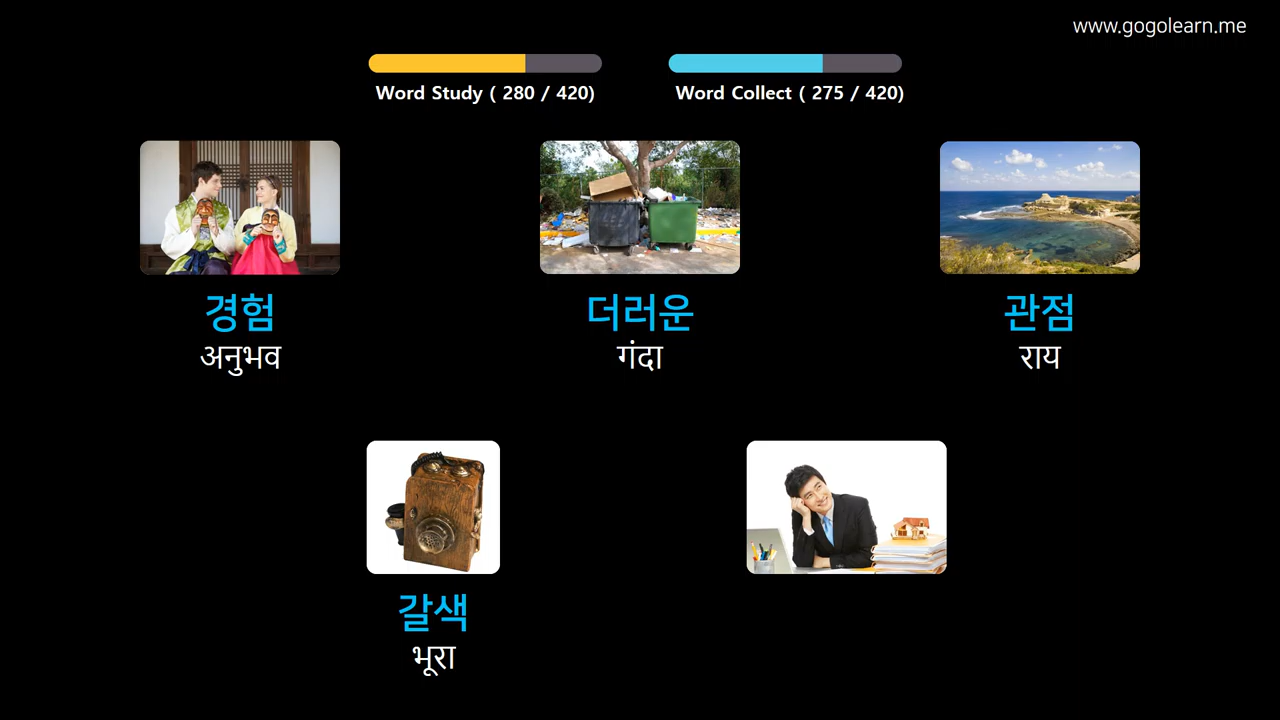 www.gogolearn.me
Word Study ( 280 / 420)
Word Collect ( 275 / 420)
경험
अनुभव
더러운
गंदा
관점
राय
갈색
भूरा